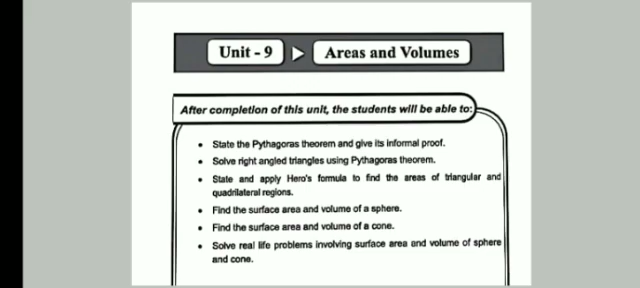 Unit - 9 Areas and Volumes
After completion of this unit, the students will be able to:
• State the Pythagoras theorem and give its informal proof.
• Solve right angled triangles using Pythagoras theorem.
• State and apply Hero's formula to find the areas of triangular and
quadrilateral regions.
• Find the surface area and volume of a sphere.
• Find the surface area and volume of a cone.
• Solve real life problems involving surface area and volume of sphere
and cone.